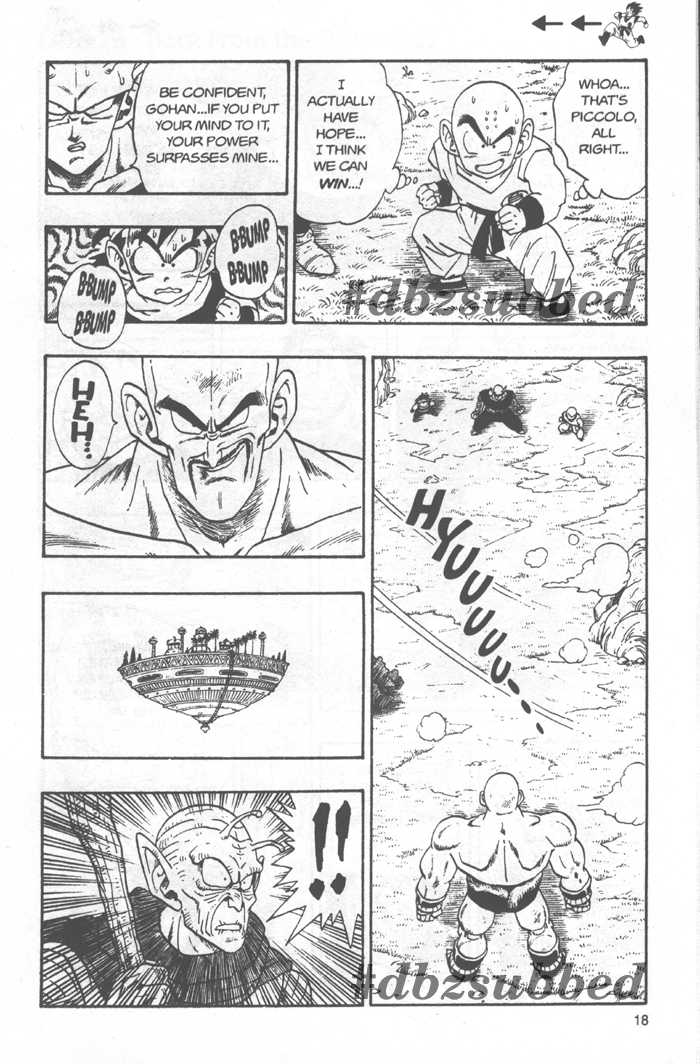 WHOA...
THAT'S
PICCOLO,
ALL
RIGHT...
I
ACTUALLY
HAVE
HOPE...
I THINK
WE CAN
WIN...!
#dbzsubbed
BE CONFIDENT,
GOHAN...IF YOU PUT
YOUR MIND TO IT,
YOUR POWER
SURPASSES MINE...
B-BUMP
B-BUMP
B-BUMP
B-BUMP
HYUUUUUU...
HEH...
!!
#dbzsubbed
18